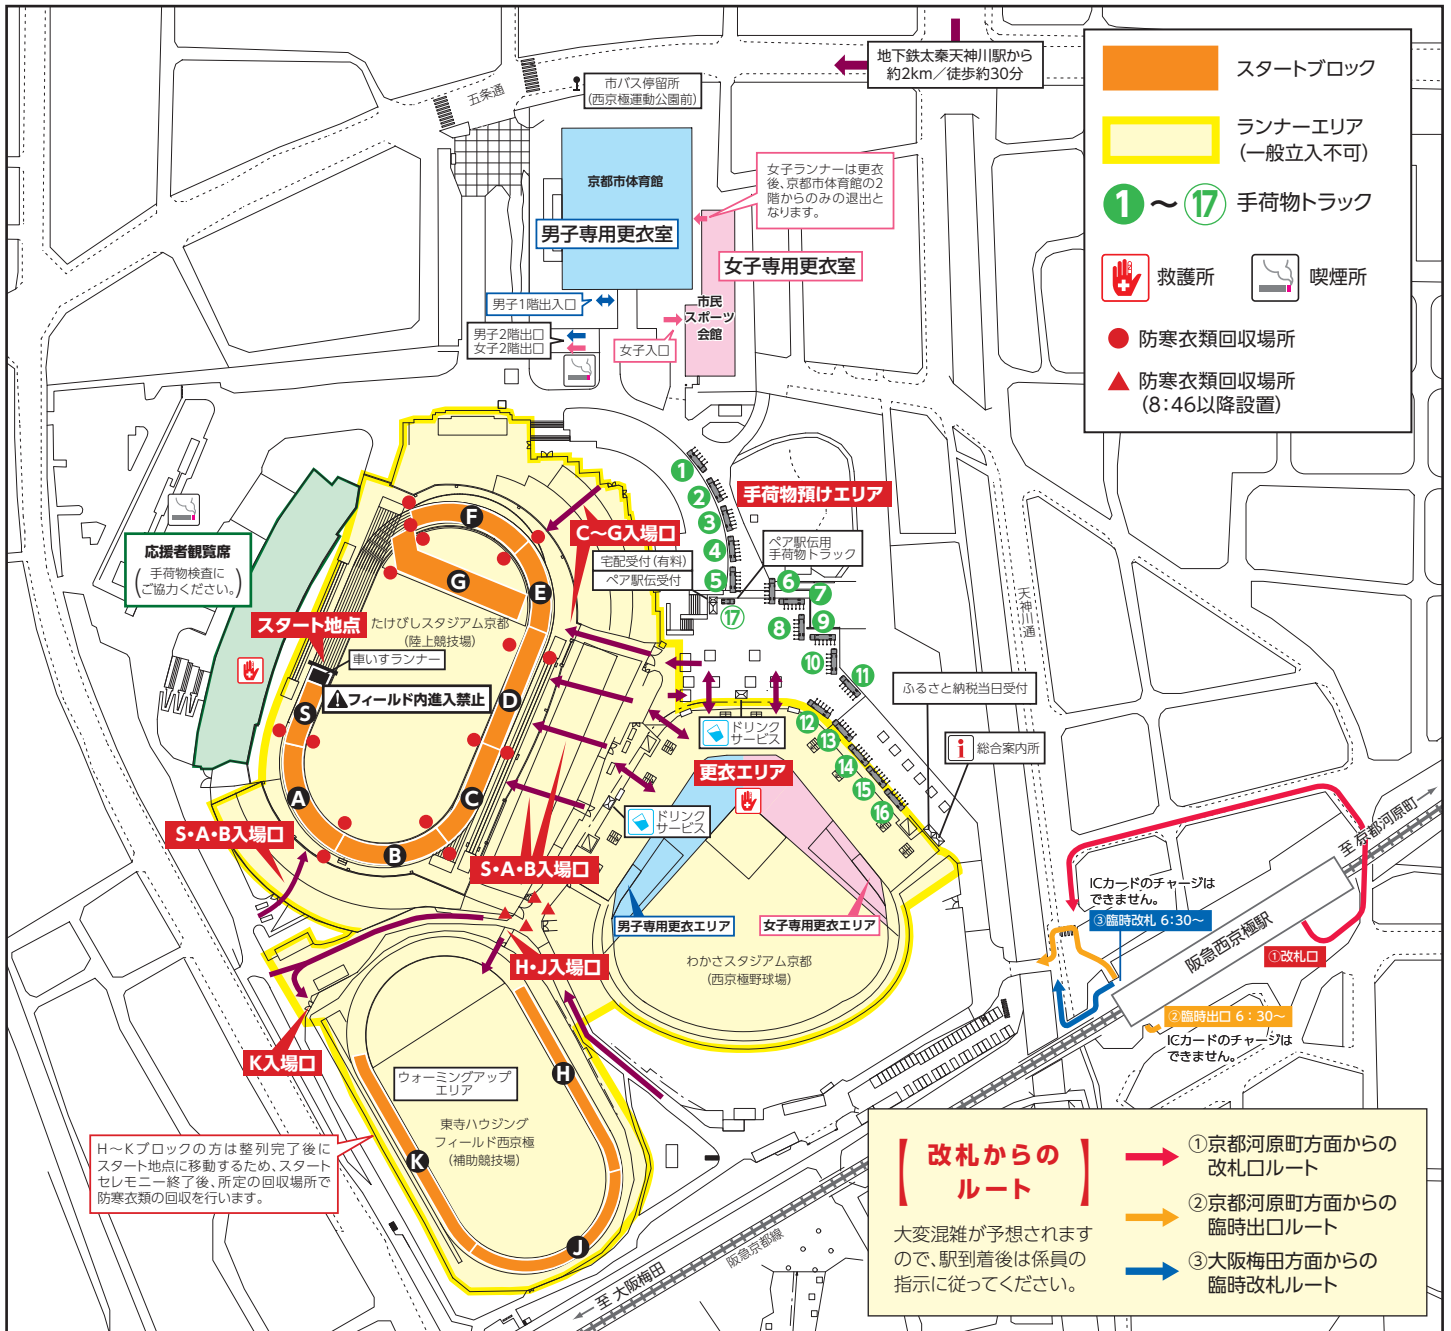 地下鉄太秦天神川駅から
約2km／徒歩約30分
市バス停留所
(西京極運動公園前)
五条通
スタートブロック
ランナーエリア
(一般立入不可)
1～17 手荷物トラック
救護所
喫煙所
防寒衣類回収場所
防寒衣類回収場所
(8：46以降設置)
京都市体育館
男子専用更衣室
女子ランナーは更衣
後、京都市体育館の2
階からのみの退出と
なります。
女子専用更衣室
男子1階出入口
市民
スポーツ
会館
男子2階出口
女子2階出口
女子入口
1
2
3
4
5
6
7
8
9
10
11
12
13
14
15
16
17
手荷物預けエリア
ペア駅伝用
手荷物トラック
C～G入場口
宅配受付(有料)
ペア駅伝受付
応援者観覧席
(手荷物検査に
ご協力ください。)
スタート地点
たけびしスタジアム京都
(陸上競技場)
車いすランナー
フィールド内進入禁止
F
G
E
D
S
A
B
C
天神川通
ふるさと納税当日受付
i 総合案内所
ドリンク
サービス
更衣エリア
ドリンク
サービス
S・A・B入場口
S・A・B入場口
男子専用更衣エリア
女子専用更衣エリア
わかさスタジアム京都
(西京極野球場)
H・J入場口
K入場口
ウォーミングアップ
エリア
東寺ハウジング
フィールド西京極
(補助競技場)
H
K
J
H～Kブロックの方は整列完了後に
スタート地点に移動するため、スタート
セレモニー終了後、所定の回収場所で
防寒衣類の回収を行います。
至 京都河原町
ICカードのチャージは
できません。
③臨時改札 6：30～
阪急西京極駅
①改札口
②臨時出口 6：30～
ICカードのチャージは
できません。
至 大阪梅田
阪急京都線
【改札からの
ルート】
大変混雑が予想されます
ので、駅到着後は係員の
指示に従ってください。
①京都河原町方面からの
改札口ルート
②京都河原町方面からの
臨時出口ルート
③大阪梅田方面からの
臨時改札ルート